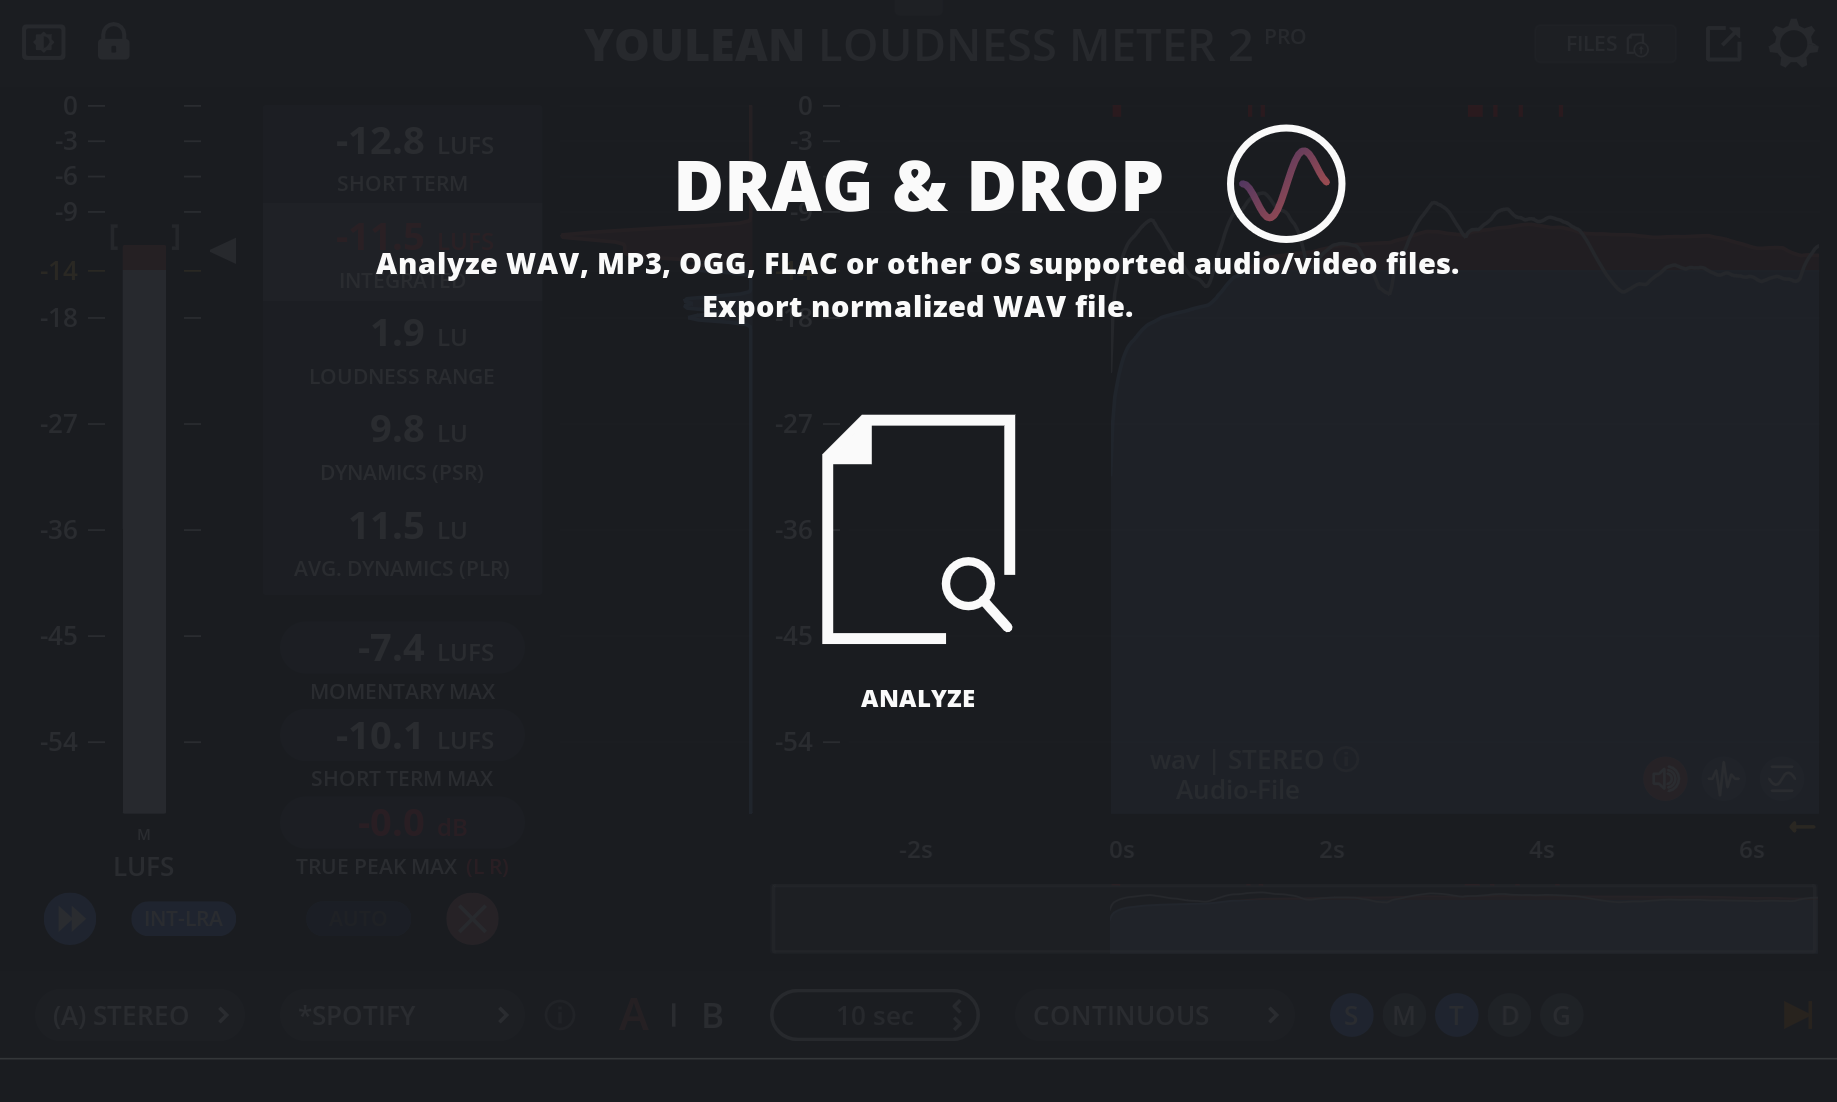 YOULEAN LOUDNESS METER 2 PRO
FILES
0
-3
-6
-9
-14
-18
-27
-36
-45
-54
M
LUFS
-12.8 LUFS
SHORT TERM
-11.5 LUFS
INTEGRATED
1.9 LU
LOUDNESS RANGE
9.8 LU
DYNAMICS (PSR)
11.5 LU
AVG. DYNAMICS (PLR)
-7.4 LUFS
MOMENTARY MAX
-10.1 LUFS
SHORT TERM MAX
-0.0 dB
TRUE PEAK MAX (L R)
INT-LRA
AUTO
DRAG & DROP
Analyze WAV, MP3, OGG, FLAC or other OS supported audio/video files.
Export normalized WAV file.
ANALYZE
0
-3
-9
-18
-27
-36
-45
-54
wav | STEREO
Audio-File
-2s
0s
2s
4s
6s
(A) STEREO
*SPOTIFY
A | B
10 sec
CONTINUOUS
S M T D G